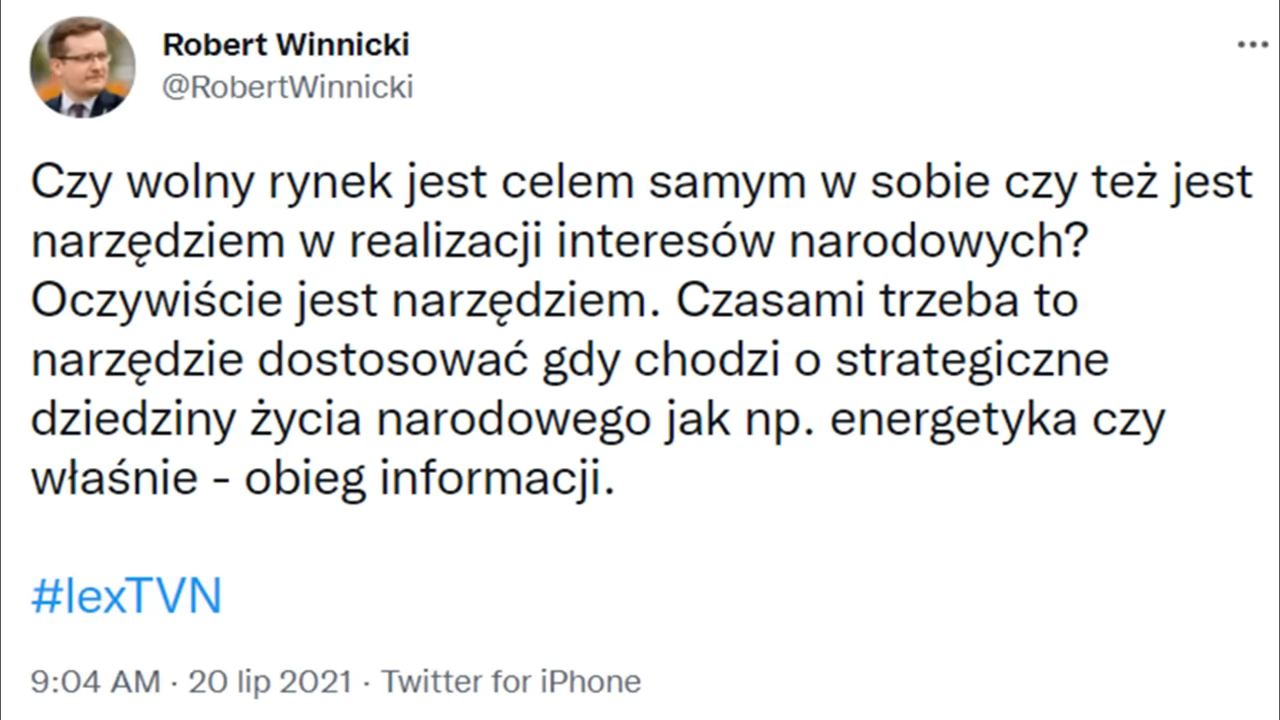 Robert Winnicki
@RobertWinnicki
Czy wolny rynek jest celem samym w sobie czy też jest
narzędziem w realizacji interesów narodowych?
Oczywiście jest narzędziem. Czasami trzeba to
narzędzie dostosować gdy chodzi o strategiczne
dziedziny życia narodowego jak np. energetyka czy
właśnie - obieg informacji.
#lexTVN
9:04 AM · 20 lip 2021 · Twitter for iPhone